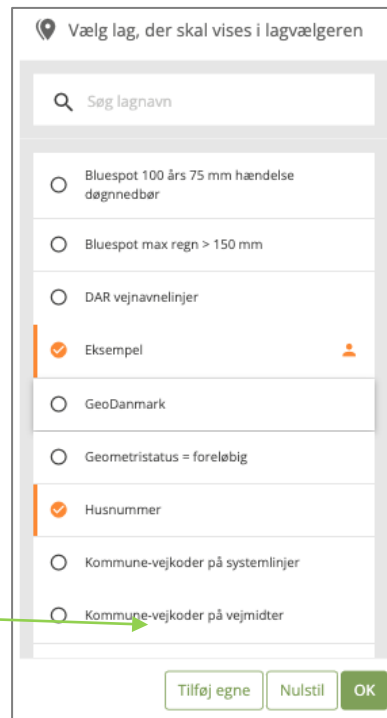 Vælg lag, der skal vises i lagvælgeren
Søg lagnavn
Bluespot 100 års 75 mm hændelse
døgnnedbør
Bluespot max regn > 150 mm
DAR vejnavnelinjer
Eksempel
GeoDanmark
Geometristatus = foreløbig
Husnummer
Kommune-vejkoder på systemlinjer
Kommune-vejkoder på vejmidter
Tilføj egne
Nulstil
OK